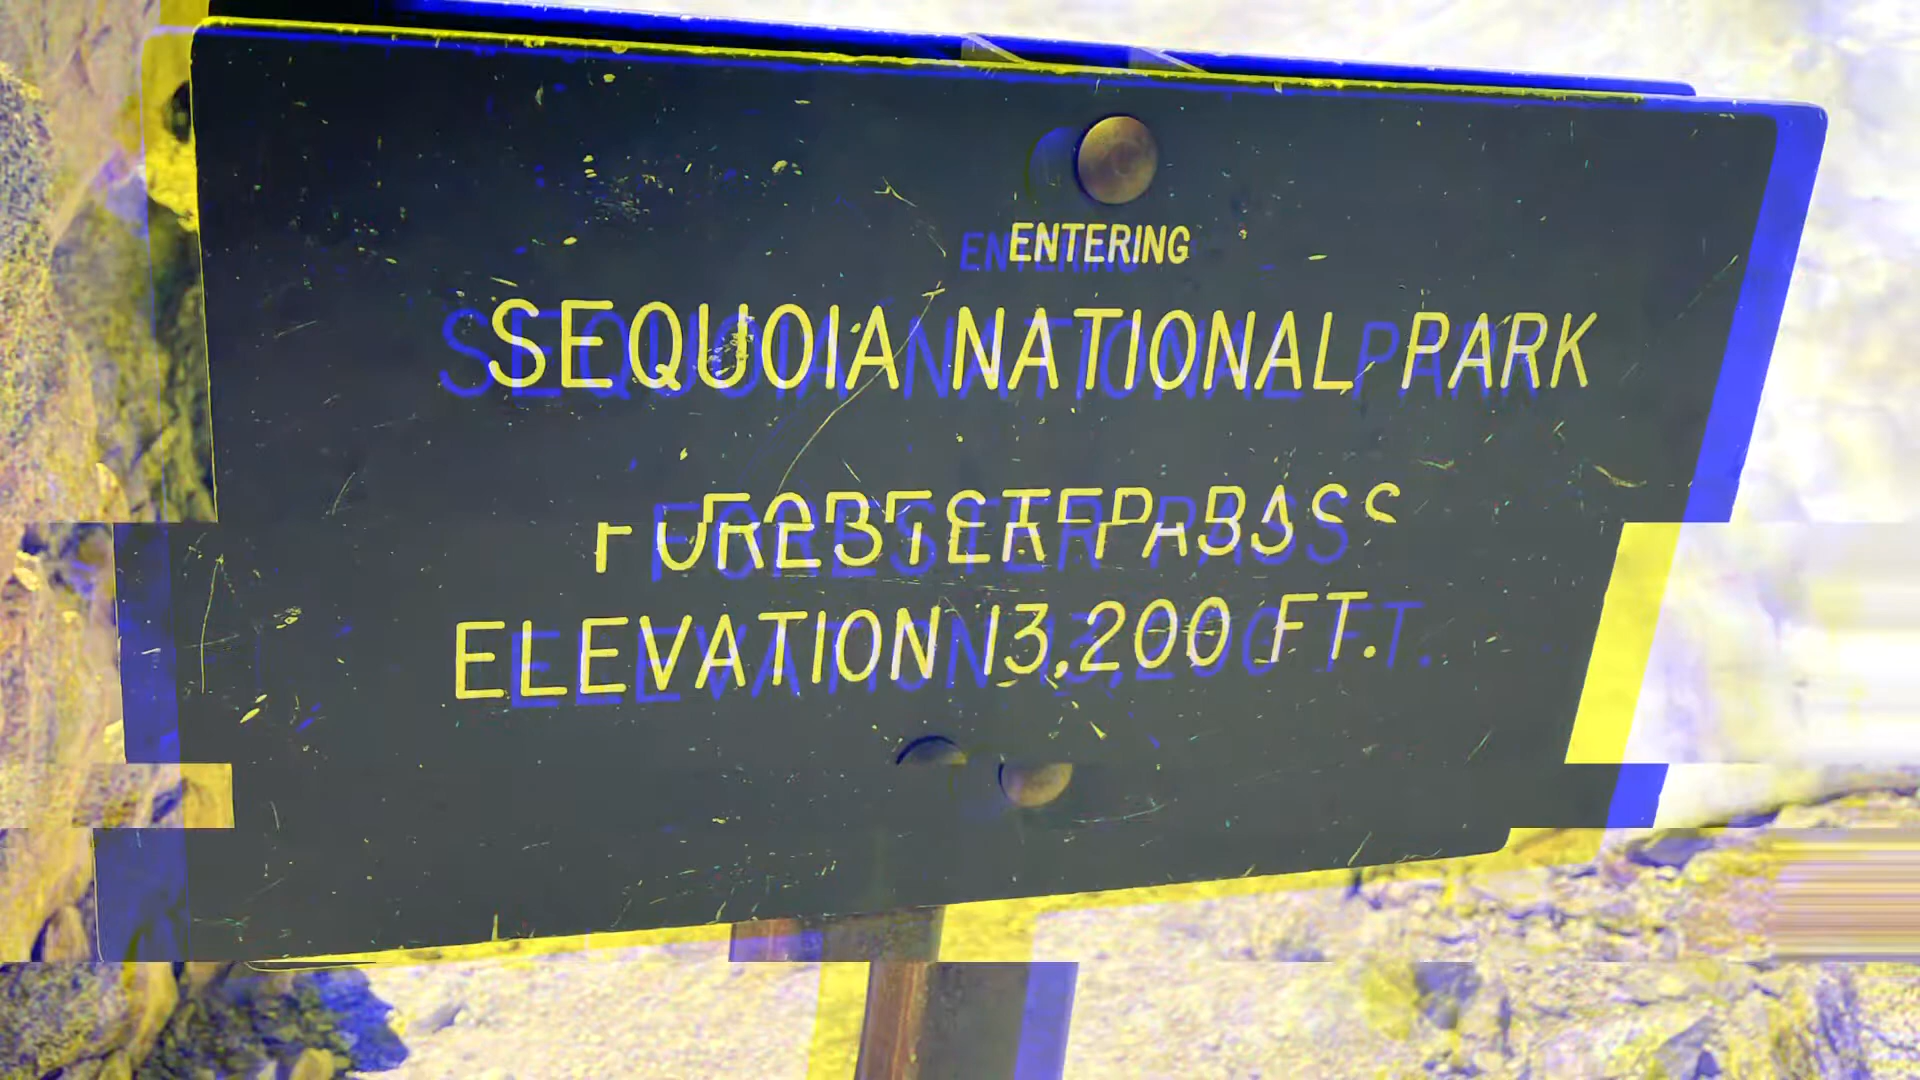 ENTERING
SEQUOIA NATIONAL PARK
FORESTER PASS
ELEVATION 13,200 FT.